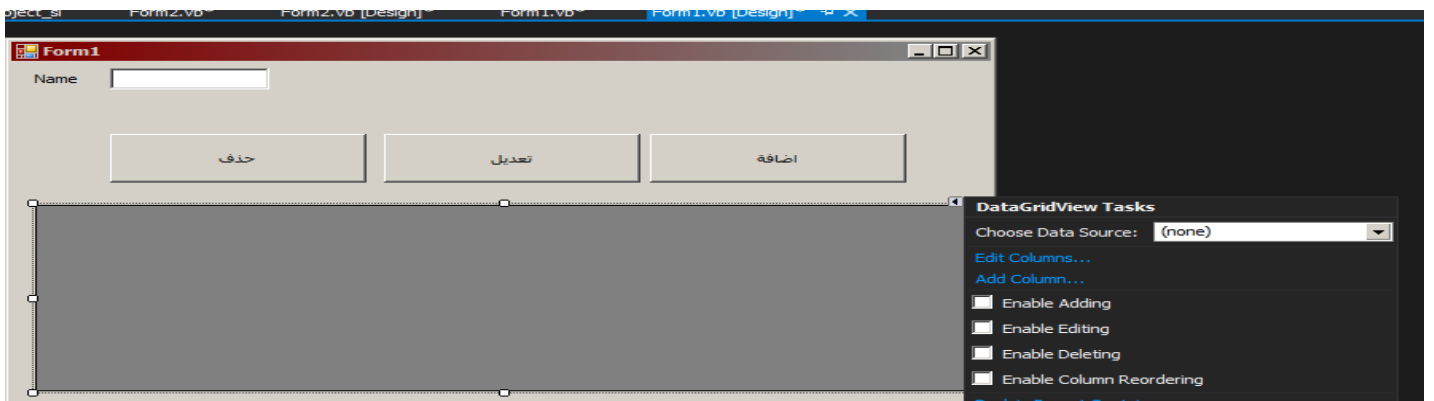 Form2.vb* Form2.vb [Design]* Form1.vb* Form1.vb [Design]*
Form1
Name
حذف تعديل اضافة
DataGridView Tasks
Choose Data Source: (none)
Edit Columns...
Add Column...
Enable Adding
Enable Editing
Enable Deleting
Enable Column Reordering